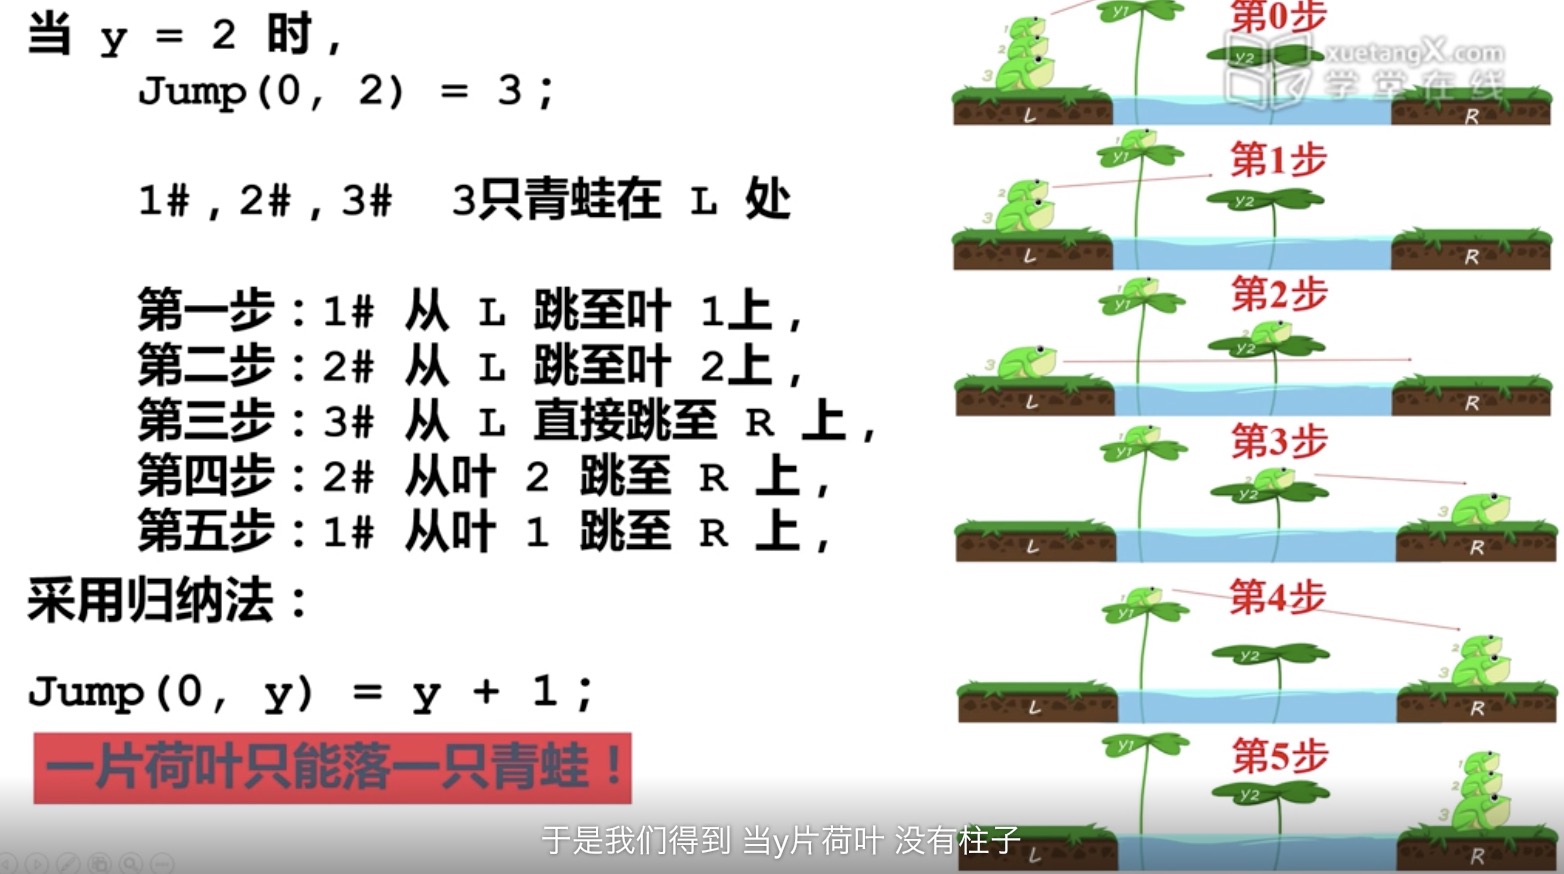 当 y = 2 时，
Jump(0, 2) = 3;
1#,2#,3# 3只青蛙在 L 处
第一步：1# 从 L 跳至叶 1上，
第二步：2# 从 L 跳至叶 2上，
第三步：3# 从 L 直接跳至 R 上，
第四步：2# 从叶 2 跳至 R 上，
第五步：1# 从叶 1 跳至 R 上，
采用归纳法：
Jump(0, y) = y + 1;
一片荷叶只能落一只青蛙！
第0步
xuetangX.com
学堂在线
1
2
3
y1
y2
L
R
第1步
1
2
3
y1
y2
L
R
第2步
y1
2
3
y2
L
R
第3步
1
y1
y2
3
L
R
第4步
1
y1
y2
2
3
L
R
第5步
y1
y2
1
2
3
L
R
于是我们得到 当y片荷叶 没有柱子